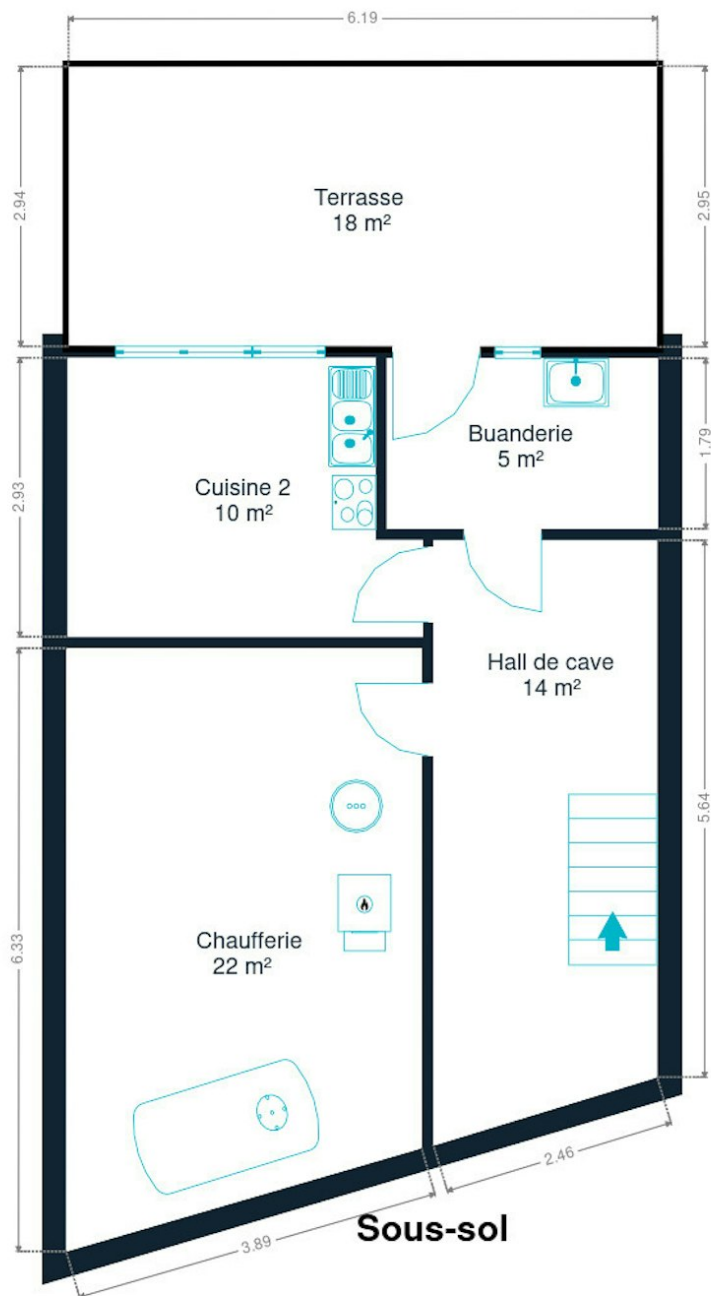 6.19
2.94
2.95
Terrasse
18 m²
Buanderie
5 m²
1.79
2.93
Cuisine 2
10 m²
Hall de cave
14 m²
5.64
6.33
Chaufferie
22 m²
2.46
3.89
Sous-sol